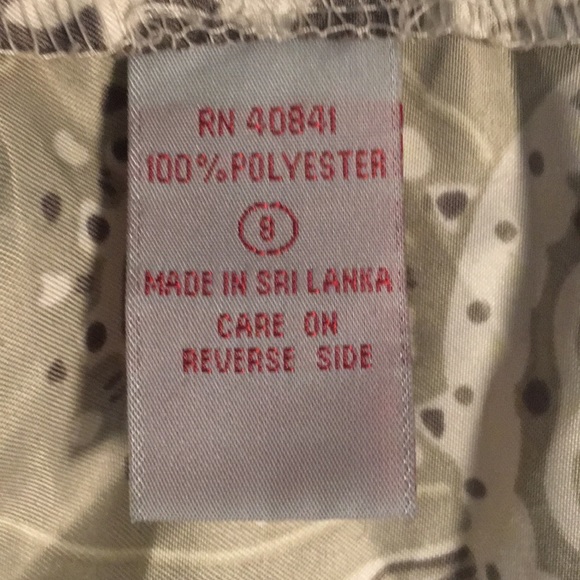 RN 40841
100% POLYESTER
8
MADE IN SRI LANKA
CARE ON
REVERSE SIDE